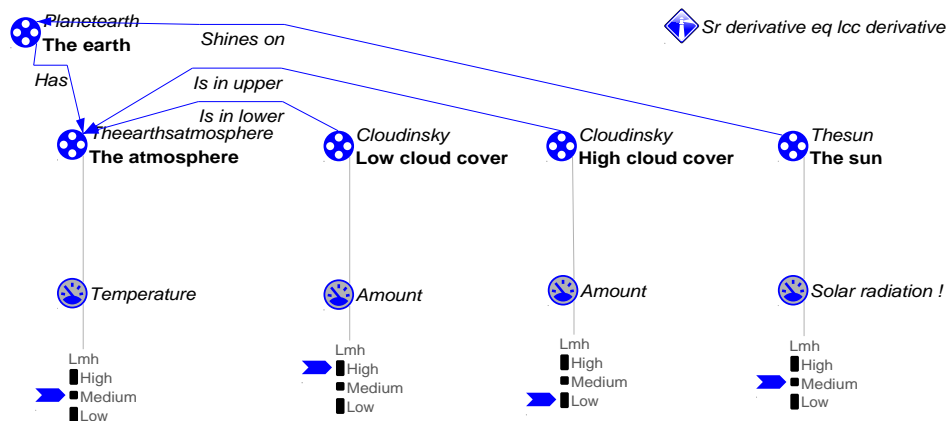 Planetearth
The earth
Shines on
Sr derivative eq lcc derivative
Has
Is in upper
Is in lower
Theearthsatmosphere
The atmosphere
Cloudinsky
Low cloud cover
Cloudinsky
High cloud cover
Thesun
The sun
Temperature
Amount
Amount
Solar radiation !
Lmh
High
Medium
Low
Lmh
High
Medium
Low
Lmh
High
Medium
Low
Lmh
High
Medium
Low